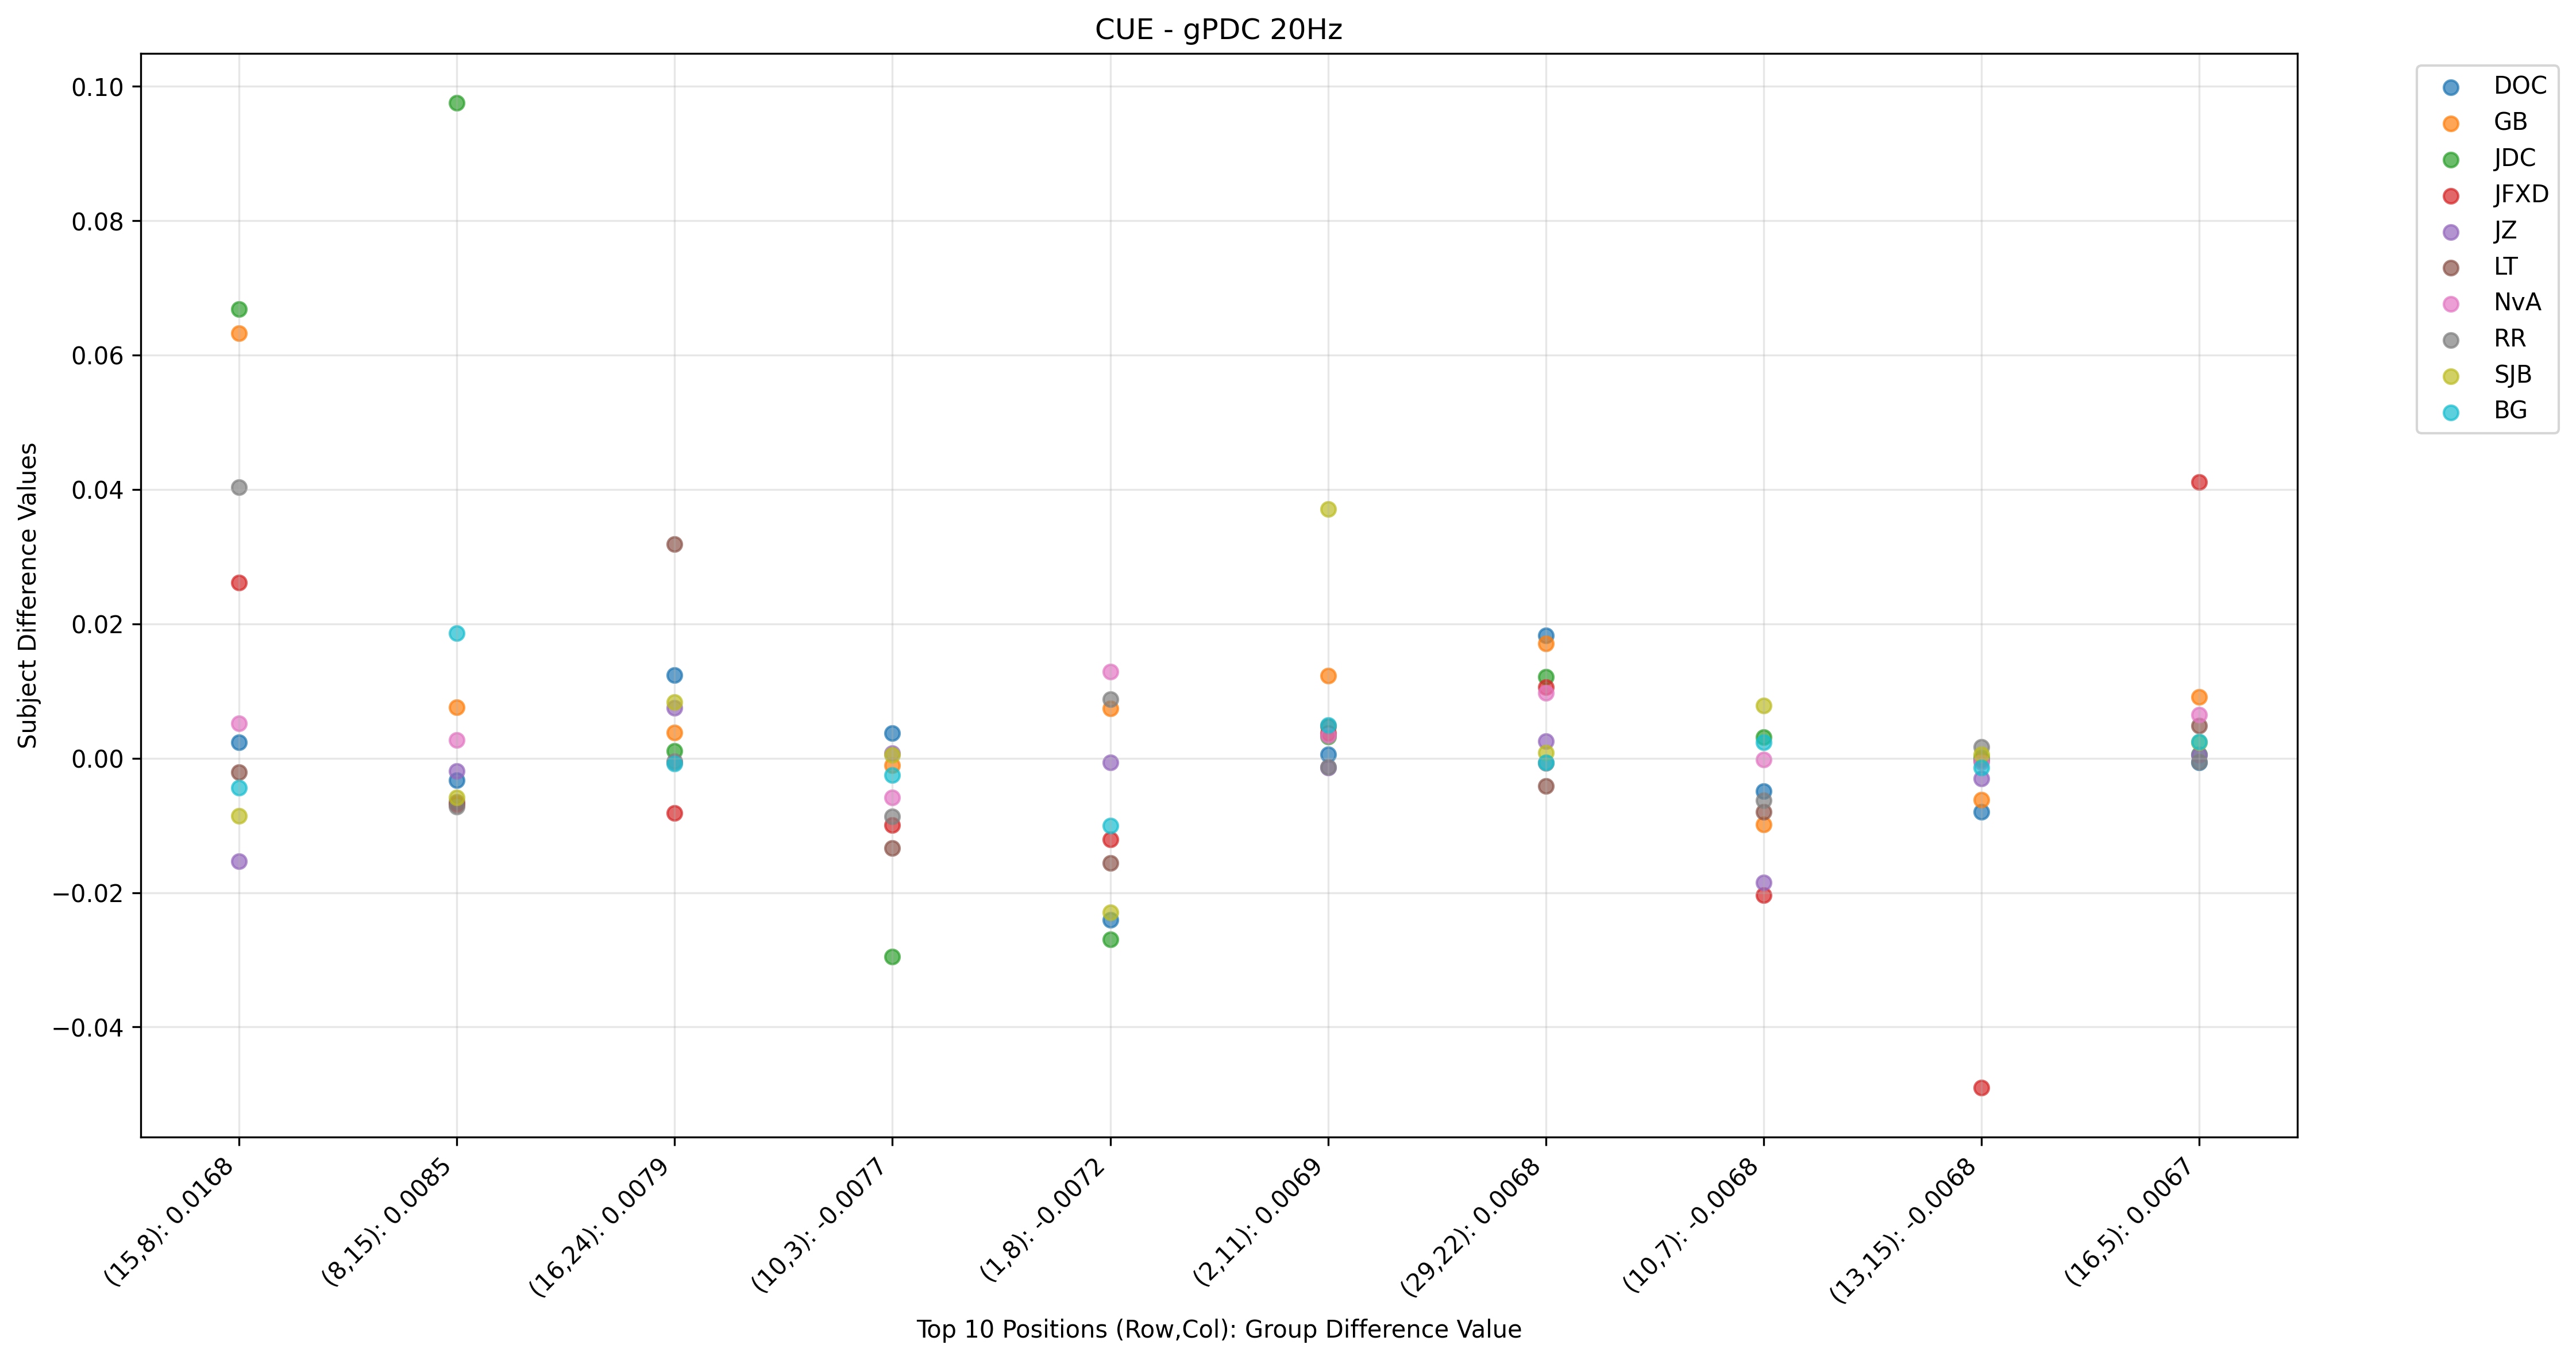 CUE - gPDC 20Hz
0.10
0.08
0.06
0.04
0.02
0.00
−0.02
−0.04
Subject Difference Values
(15,8): 0.0168
(8,15): 0.0085
(16,24): 0.0079
(10,3): -0.0077
(1,8): -0.0072
(2,11): 0.0069
(29,22): 0.0068
(10,7): -0.0068
(13,15): -0.0068
(16,5): 0.0067
Top 10 Positions (Row,Col): Group Difference Value
DOC
GB
JDC
JFXD
JZ
LT
NvA
RR
SJB
BG